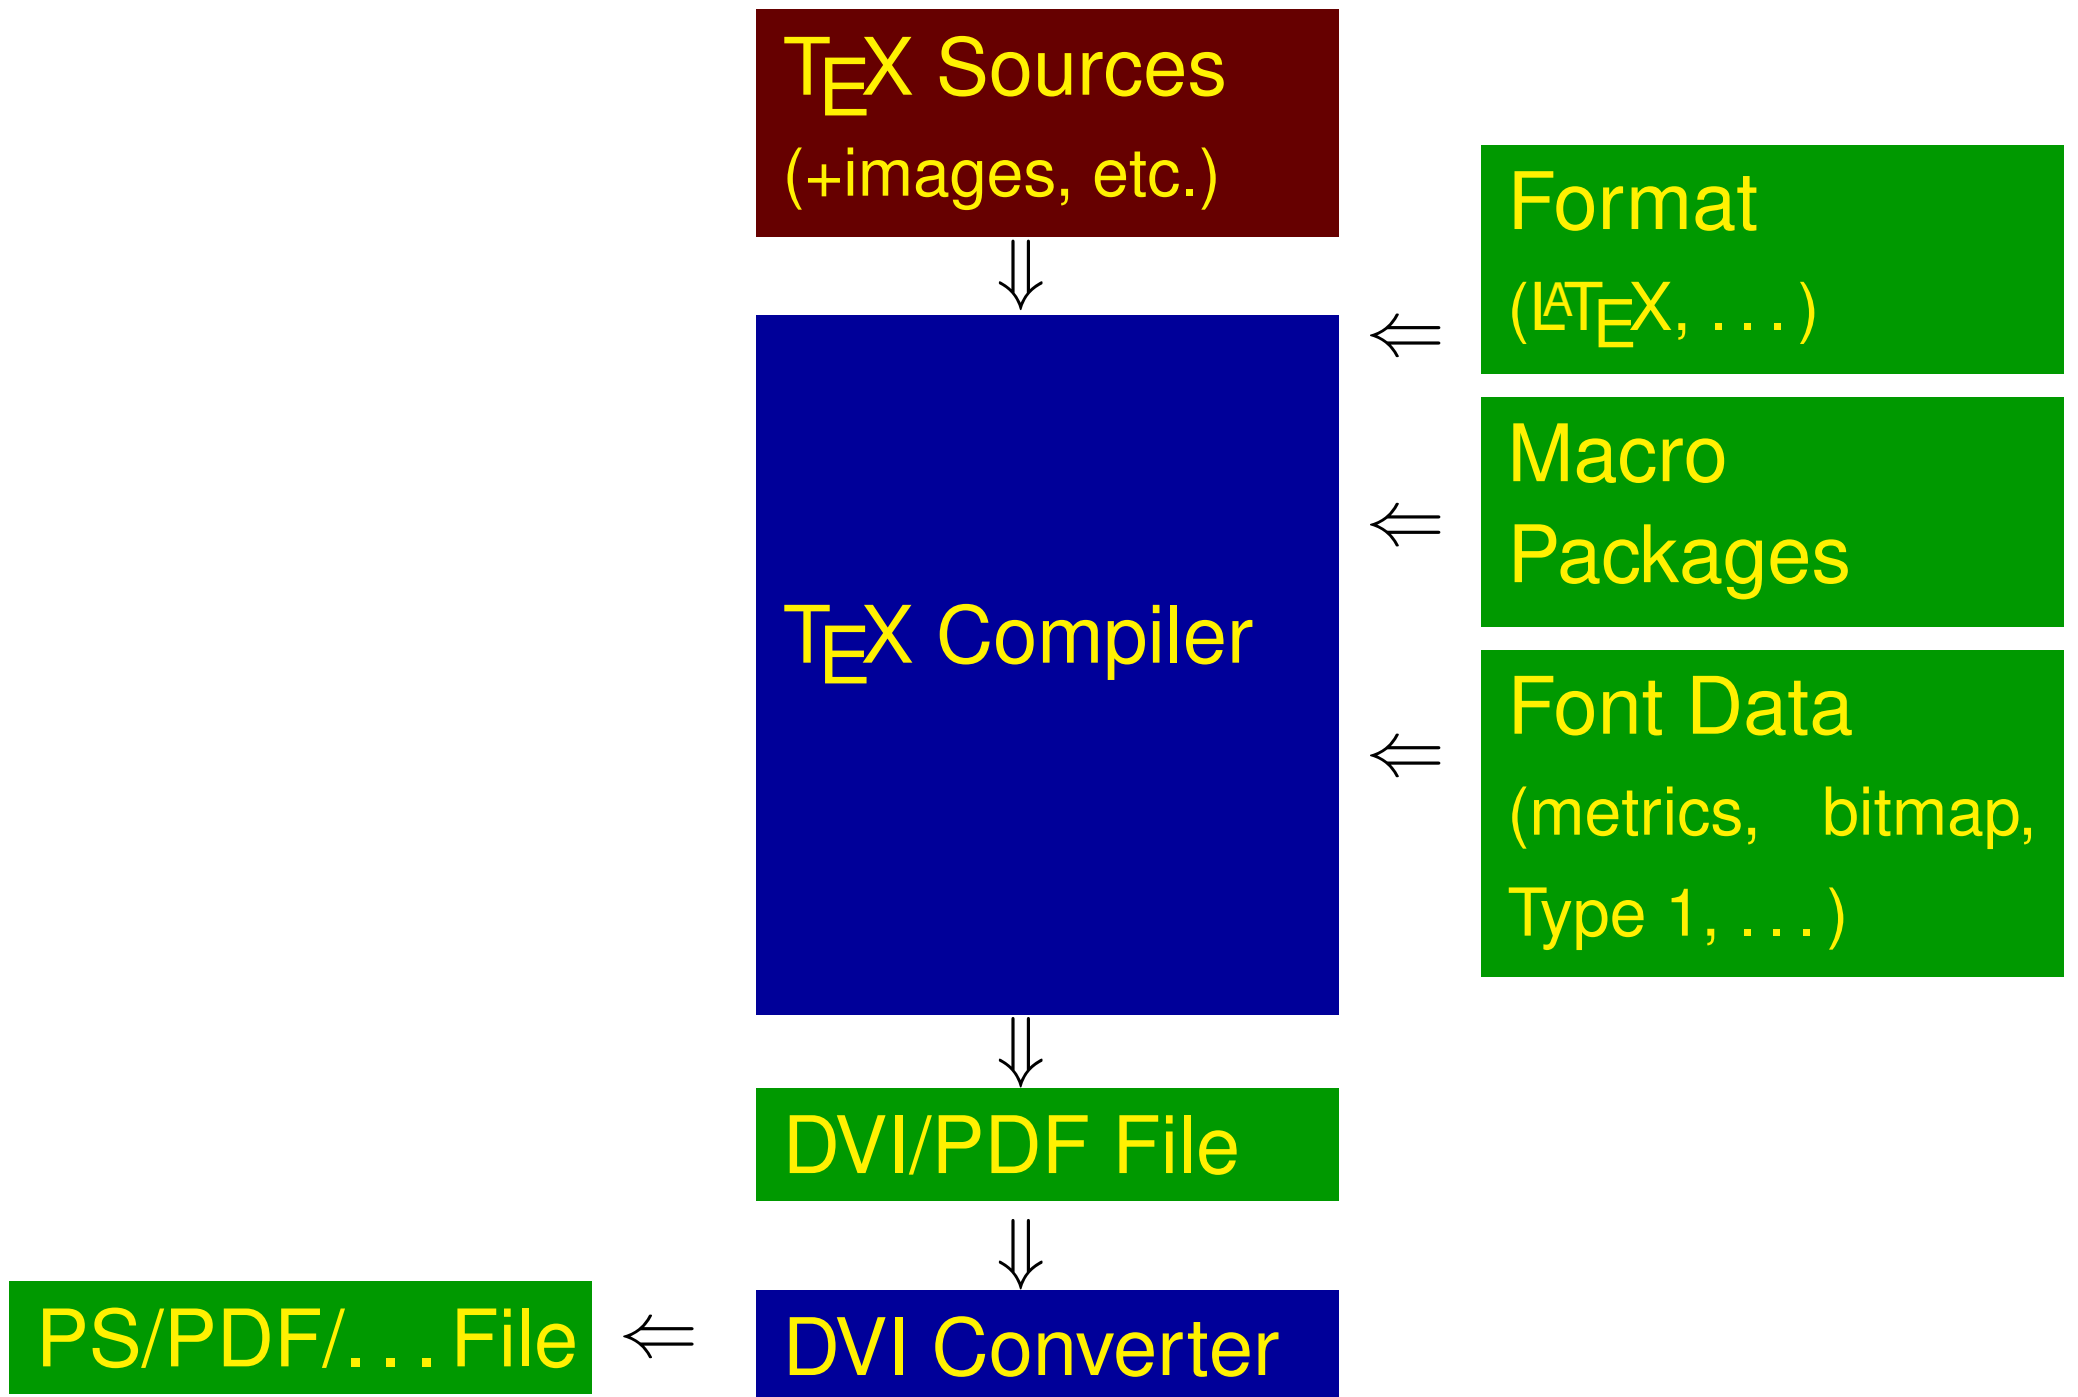 TEX Sources
(+images, etc.)
Format
(LATEX, ...)
Macro
Packages
TEX Compiler
Font Data
(metrics, bitmap,
Type 1, ...)
DVI/PDF File
DVI Converter
PS/PDF/...File